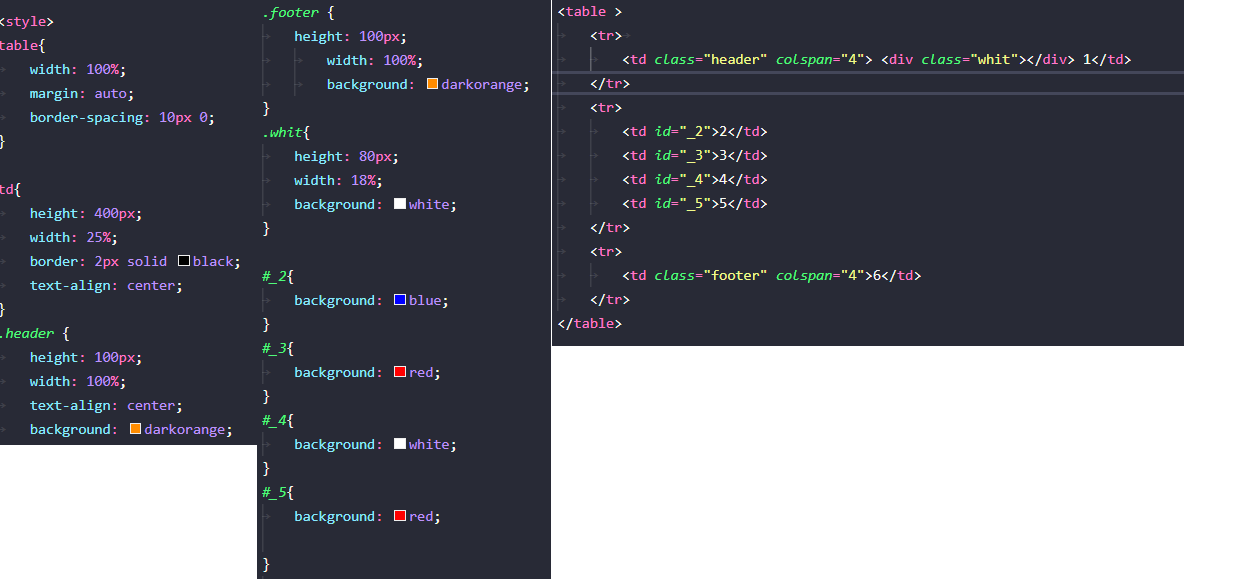 <style>
table{
width: 100%;
margin: auto;
border-spacing: 10px 0;
}
td{
height: 400px;
width: 25%;
border: 2px solid black;
text-align: center;
}
.header {
height: 100px;
width: 100%;
text-align: center;
background: darkorange;
.footer {
height: 100px;
width: 100%;
background: darkorange;
}
.whit{
height: 80px;
width: 18%;
background: white;
}
#_2{
background: blue;
}
#_3{
background: red;
}
#_4{
background: white;
}
#_5{
background: red;
}
<table >
<tr>
<td class="header" colspan="4"> <div class="whit"></div> 1</td>
</tr>
<tr>
<td id="_2">2</td>
<td id="_3">3</td>
<td id="_4">4</td>
<td id="_5">5</td>
</tr>
<tr>
<td class="footer" colspan="4">6</td>
</tr>
</table>